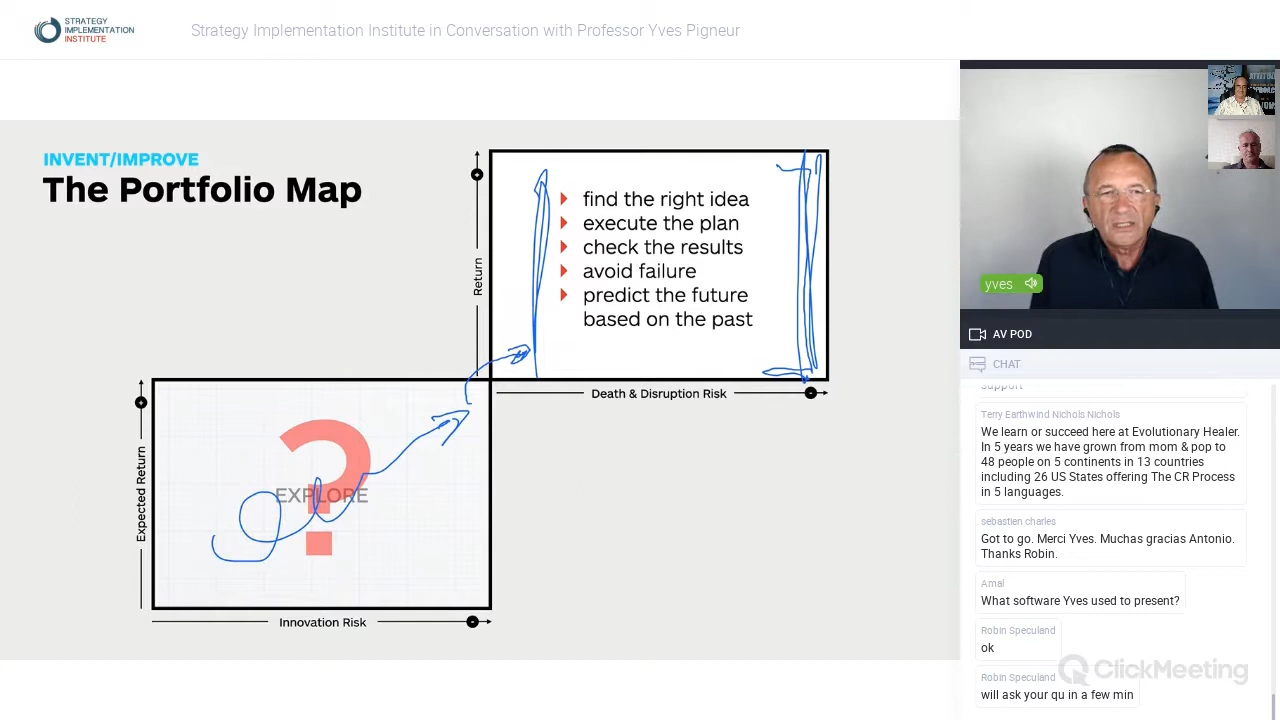 STRATEGY
IMPLEMENTATION
INSTITUTE
Strategy Implementation Institute in Conversation with Professor Yves Pigneur
INVENT/IMPROVE
The Portfolio Map
+
Return
find the right idea
execute the plan
check the results
avoid failure
predict the future
based on the past
Death & Disruption Risk
-
+
Expected Return
?
EXPLORE
Innovation Risk
-
yves
AV POD
CHAT
support
Terry Earthwind Nichols Nichols
We learn or succeed here at Evolutionary Healer.
In 5 years we have grown from mom & pop to
48 people on 5 continents in 13 countries
including 26 US States offering The CR Process
in 5 languages.
sebastien charles
Got to go. Merci Yves. Muchas gracias Antonio.
Thanks Robin.
Amal
What software Yves used to present?
Robin Speculand
ok
Robin Speculand
will ask your qu in a few min
ClickMeeting